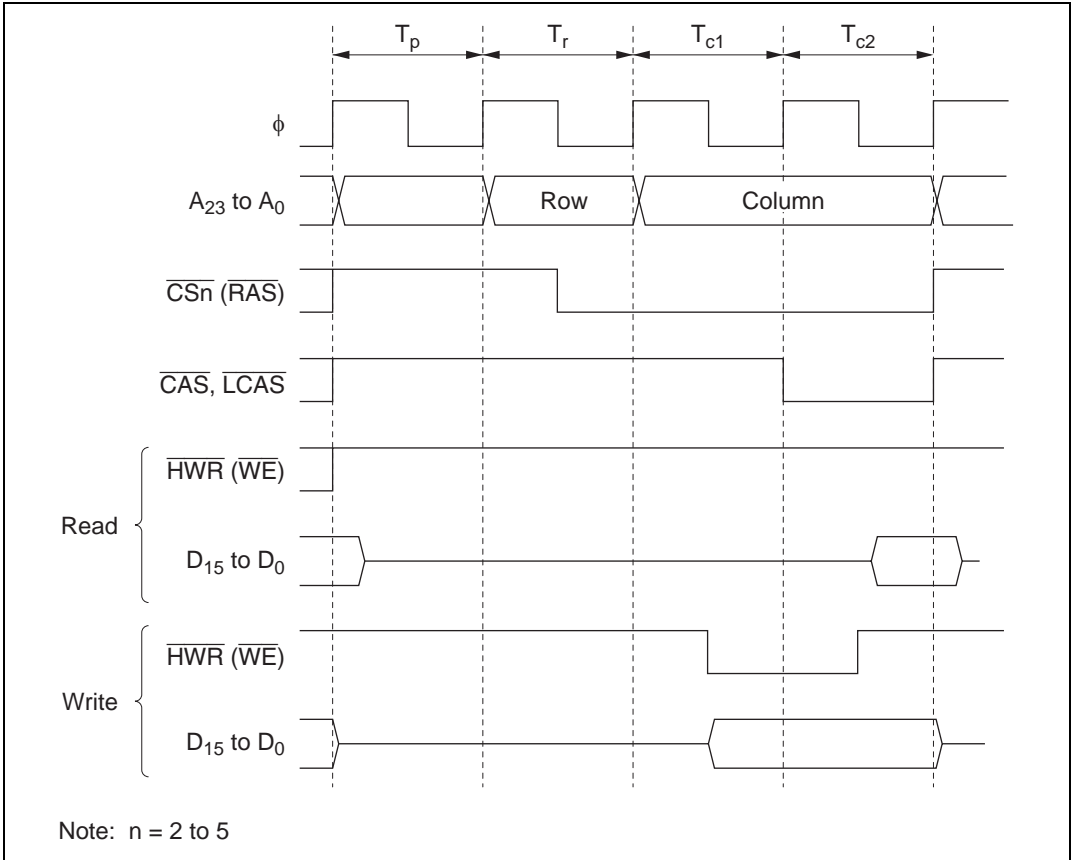 Tp Tr Tc1 Tc2
φ
A23 to A0 Row Column
CSn (RAS)
CAS, LCAS
HWR (WE)
Read
D15 to D0
HWR (WE)
Write
D15 to D0
Note: n = 2 to 5